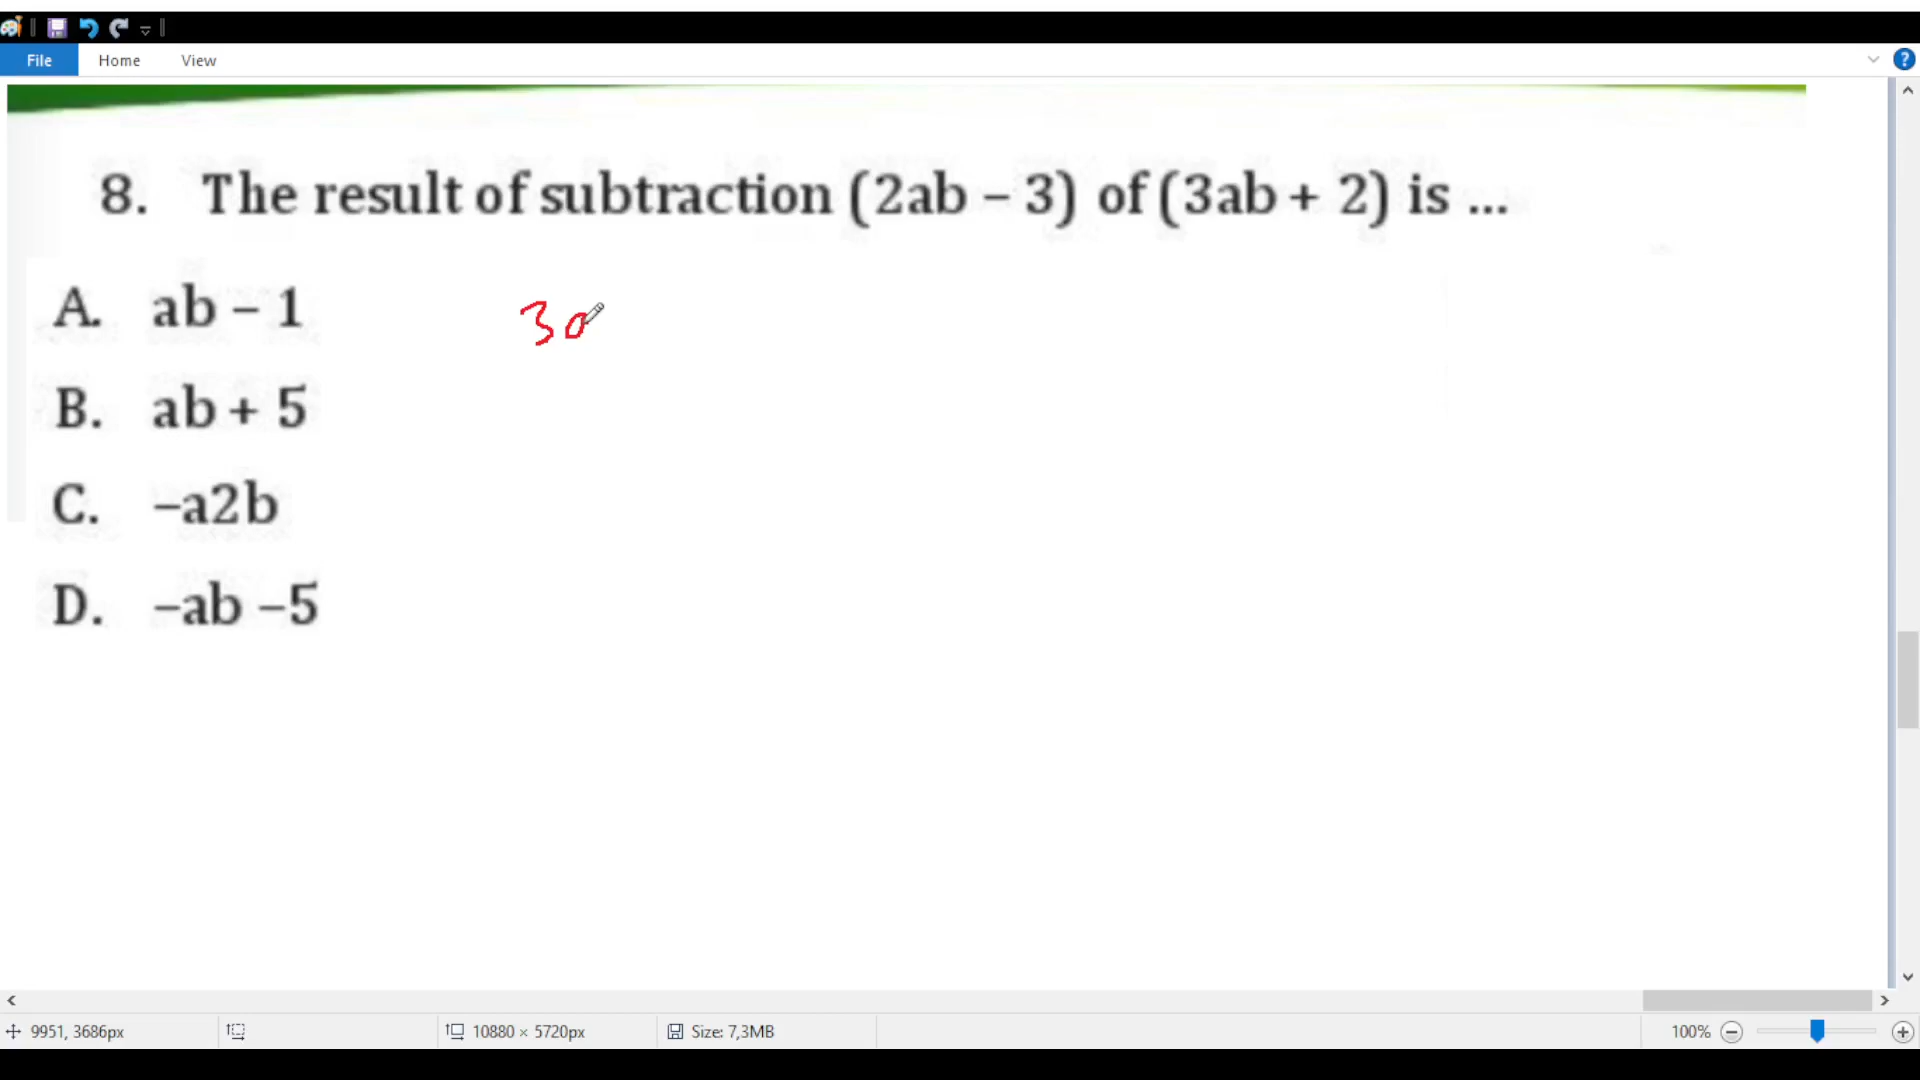 File Home View
8. The result of subtraction (2ab – 3) of (3ab + 2) is ...
A. ab – 1
3a
B. ab + 5
C. –a2b
D. –ab –5
9951, 3686px 10880 × 5720px Size: 7,3MB 100%